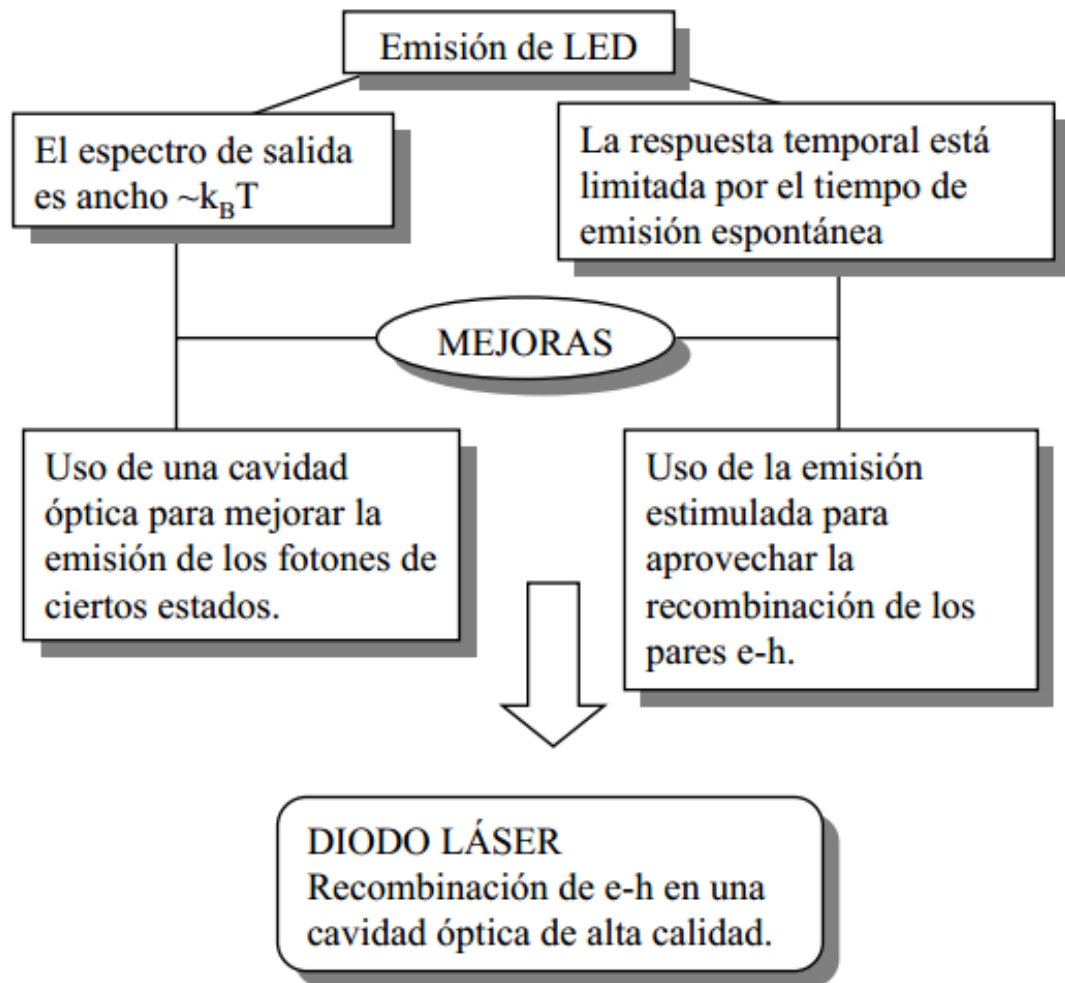 Emisión de LED
El espectro de salida
es ancho ~k_BT
La respuesta temporal está
limitada por el tiempo de
emisión espontánea
MEJORAS
Uso de una cavidad
óptica para mejorar la
emisión de los fotones de
ciertos estados.
Uso de la emisión
estimulada para
aprovechar la
recombinación de los
pares e-h.
DIODO LÁSER
Recombinación de e-h en una
cavidad óptica de alta calidad.